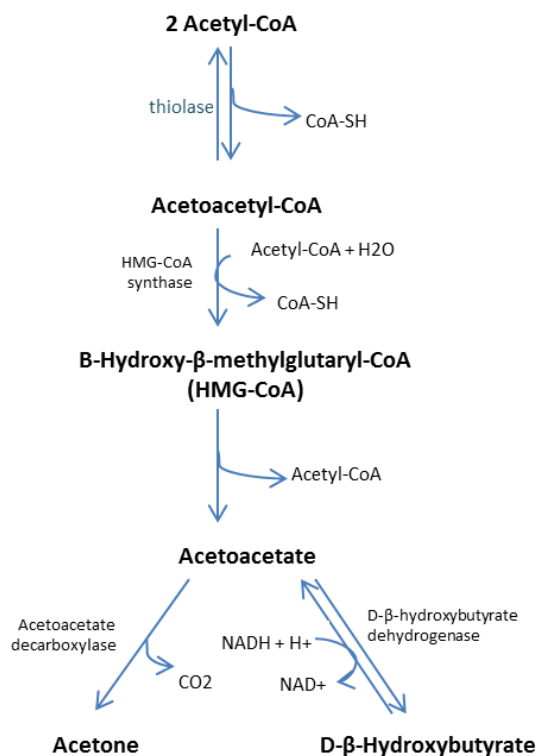 2 Acetyl-CoA
thiolase
CoA-SH
Acetoacetyl-CoA
HMG-CoA
synthase
Acetyl-CoA + H2O
CoA-SH
B-Hydroxy-β-methylglutaryl-CoA
(HMG-CoA)
Acetyl-CoA
Acetoacetate
Acetoacetate
decarboxylase
CO2
NADH + H+
NAD+
D-β-hydroxybutyrate
dehydrogenase
Acetone
D-β-Hydroxybutyrate